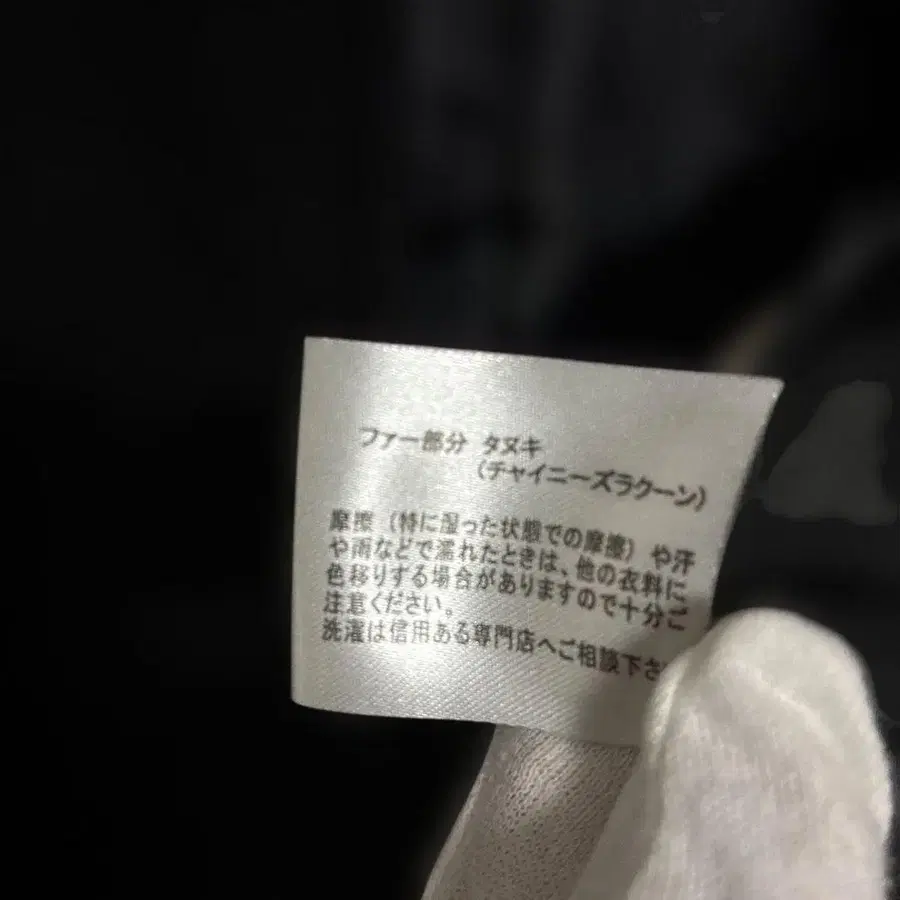 ファー部分 タヌキ
(チャイニーズラクーン)
摩擦(特に湿った状態での摩擦)や汗
や雨などで濡れたときは、他の衣料に
色移りする場合がありますので十分ご
注意ください。
洗濯は信用ある専門店へご相談下さ